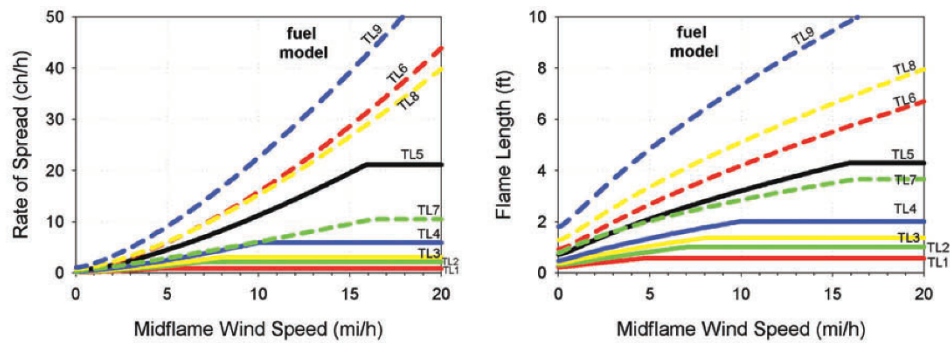 50
40
30
20
10
0
Rate of Spread (ch/h)
fuel
model
TL9
TL6
TL8
TL5
TL7
TL4
TL3
TL2
TL1
0 5 10 15 20
Midflame Wind Speed (mi/h)
10
8
6
4
2
0
Flame Length (ft)
fuel
model
TL9
TL8
TL6
TL5
TL7
TL4
TL3
TL2
TL1
0 5 10 15 20
Midflame Wind Speed (mi/h)